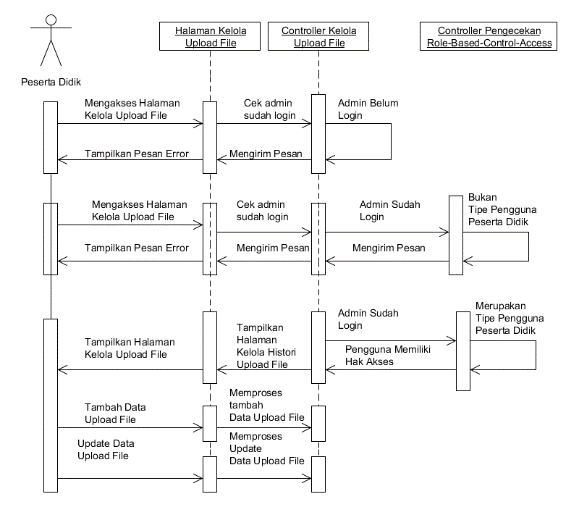 Halaman Kelola
Upload File
Controller Kelola
Upload File
Controller Pengecekan
Role-Based-Control-Access
Peserta Didik
Mengakses Halaman
Kelola Upload File
Cek admin
sudah login
Admin Belum
Login
Tampilkan Pesan Error
Mengirim Pesan
Mengakses Halaman
Kelola Upload File
Cek admin
sudah login
Admin Sudah
Login
Bukan
Tipe Pengguna
Peserta Didik
Tampilkan Pesan Error
Mengirim Pesan
Mengirim Pesan
Admin Sudah
Login
Merupakan
Tipe Pengguna
Peserta Didik
Tampilkan Halaman
Kelola Upload File
Tampilkan
Halaman
Kelola Histori
Upload File
Pengguna Memiliki
Hak Akses
Tambah Data
Upload File
Memproses
tambah
Data Upload File
Update Data
Upload File
Memproses
Update
Data Upload File